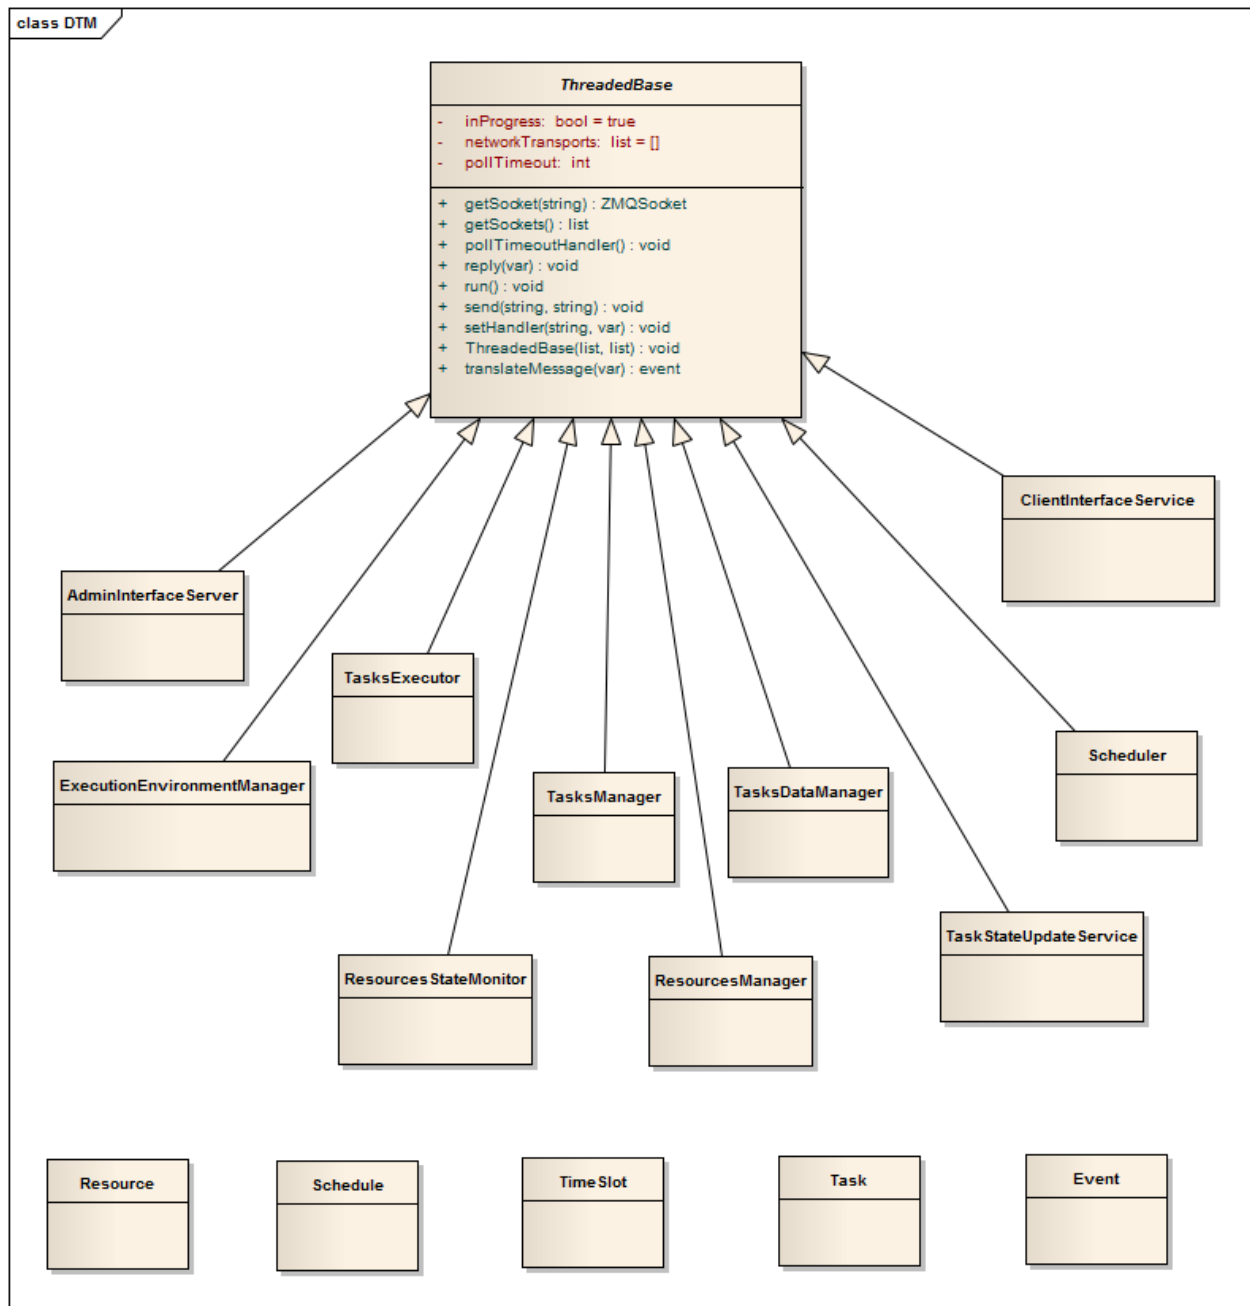 class DTM
ThreadedBase
- inProgress: bool = true
- networkTransports: list = []
- pollTimeout: int
+ getSocket(string) : ZMQSocket
+ getSockets() : list
+ pollTimeoutHandler() : void
+ reply(var) : void
+ run() : void
+ send(string, string) : void
+ setHandler(string, var) : void
+ ThreadedBase(list, list) : void
+ translateMessage(var) : event
ClientInterfaceService
AdminInterfaceServer
TasksExecutor
Scheduler
ExecutionEnvironmentManager
TasksManager
TasksDataManager
TaskStateUpdateService
ResourcesStateMonitor
ResourcesManager
Resource
Schedule
TimeSlot
Task
Event